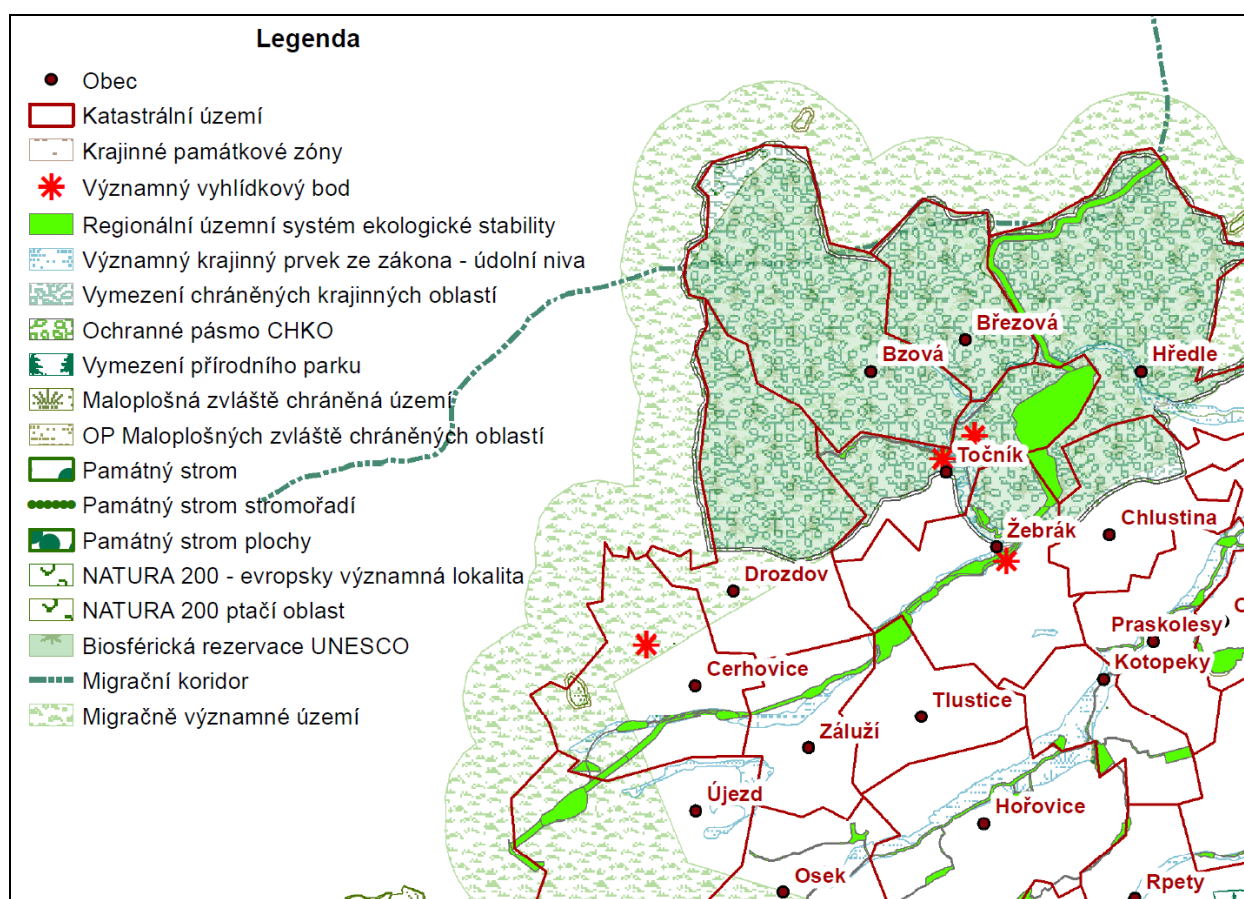 Legenda
Obec
Katastrální území
Krajinné památkové zóny
Významný vyhlídkový bod
Regionální územní systém ekologické stability
Významný krajinný prvek ze zákona - údolní niva
Vymezení chráněných krajinných oblastí
Ochranné pásmo CHKO
Vymezení přírodního parku
Maloplošná zvláště chráněná území
OP Maloplošných zvláště chráněných oblastí
Památný strom
Památný strom stromořadí
Památný strom plochy
NATURA 200 - evropsky významná lokalita
NATURA 200 ptačí oblast
Biosférická rezervace UNESCO
Migrační koridor
Migračně významné území
Březová
Bzová
Hředle
Točník
Žebrák
Chlustina
Drozdov
Praskolesy
Kotopeky
Cerhovice
Tlustice
Záluží
Újezd
Hořovice
Osek
Rpety